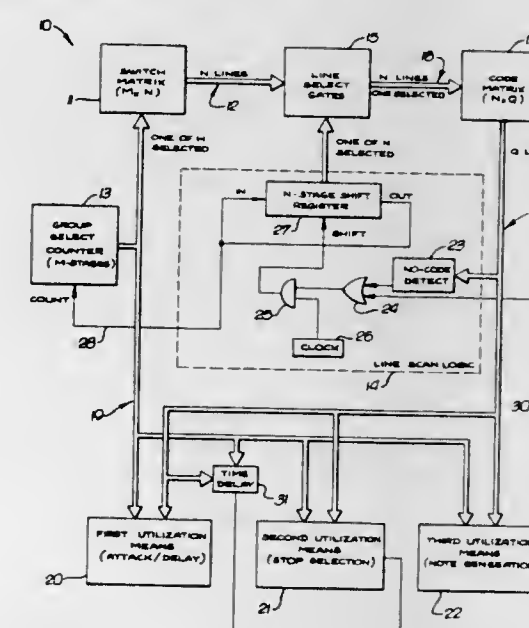 10
15
18
1
SWITCH
MATRIX
(M x N)
11
N LINES
12
LINE
SELECT
GATES
N LINES
ONE SELECTED
CODE
MATRIX
(N x Q)
Q L
ONE OF M
SELECTED
ONE OF N
SELECTED
13
GROUP
SELECT
COUNTER
(M-STAGES)
COUNT
28
IN
N-STAGE SHIFT
REGISTER
OUT
27
SHIFT
23
NO-CODE
DETECT
25
24
26
CLOCK
LINE SCAN LOGIC
14
19
30
TIME
DELAY
31
FIRST UTILIZATION
MEANS
(ATTACK/DELAY)
20
SECOND UTILIZATION
MEANS
(STOP SELECTION)
21
THIRD UTILIZATION
MEANS
(NOTE GENERATION
22